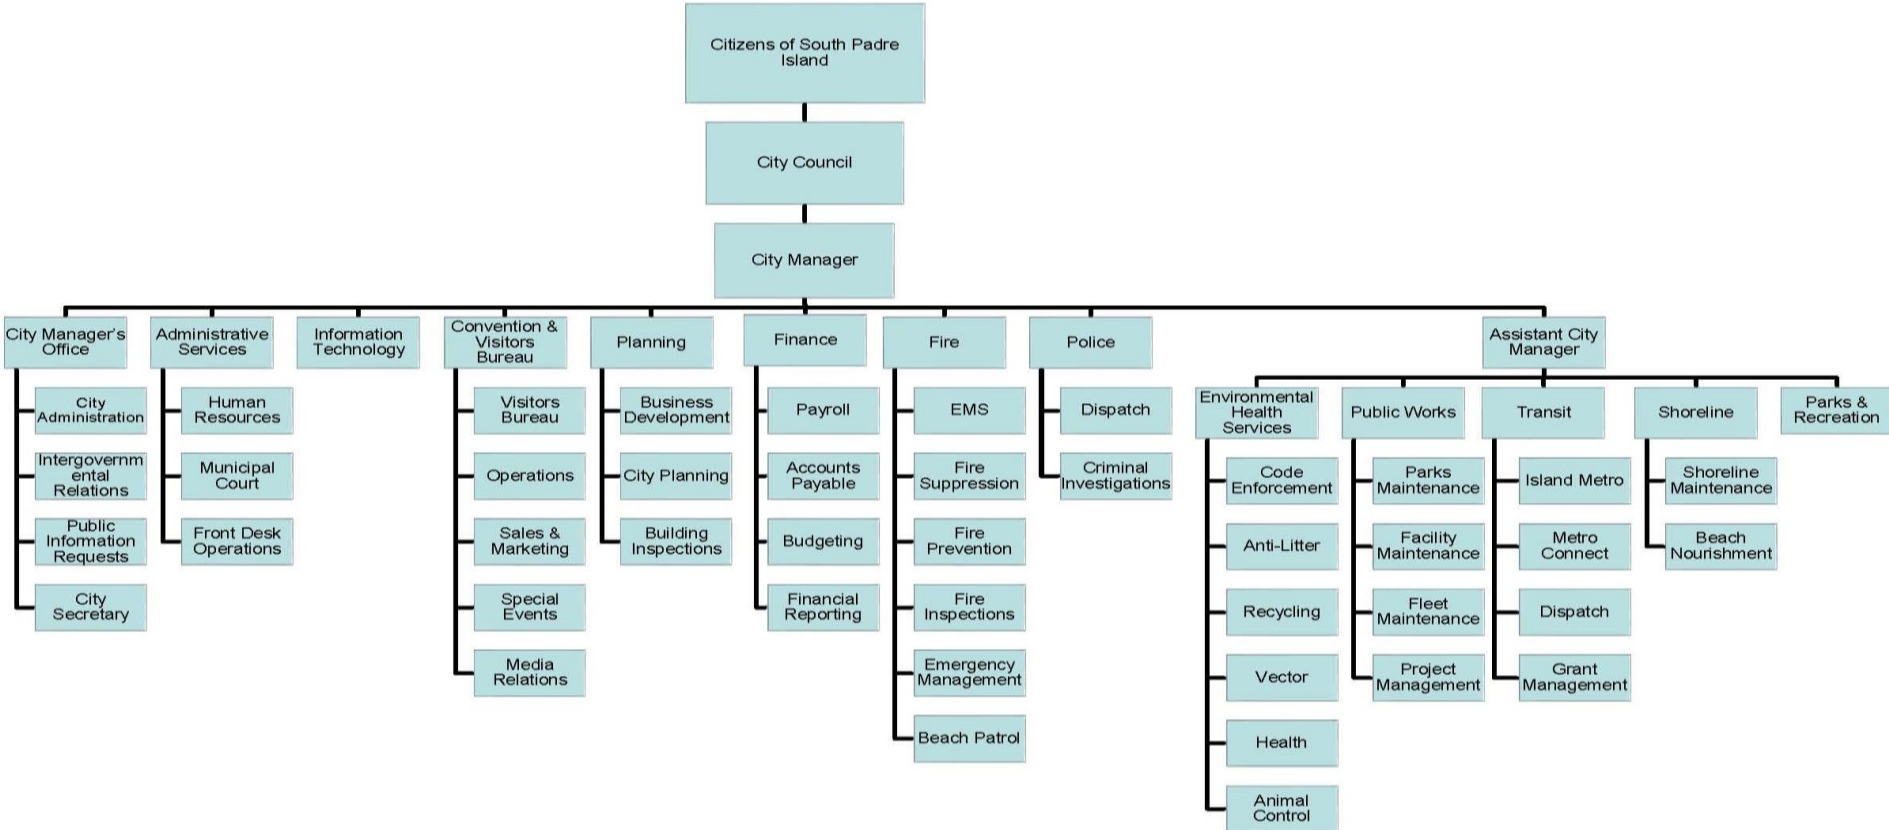 Citizens of South Padre
Island
City Council
City Manager
City Manager's
Office
Administrative
Services
Information
Technology
Convention &
Visitors
Bureau
Planning
Finance
Fire
Police
Assistant City
Manager
City
Administration
Intergovernm
ental
Relations
Public
Information
Requests
City
Secretary
Human
Resources
Municipal
Court
Front Desk
Operations
Visitors
Bureau
Operations
Sales &
Marketing
Special
Events
Media
Relations
Business
Development
City Planning
Building
Inspections
Payroll
Accounts
Payable
Budgeting
Financial
Reporting
EMS
Fire
Suppression
Fire
Prevention
Fire
Inspections
Emergency
Management
Beach Patrol
Dispatch
Criminal
Investigations
Environmental
Health
Services
Public Works
Transit
Shoreline
Parks &
Recreation
Code
Enforcement
Anti-Litter
Recycling
Vector
Health
Animal
Control
Parks
Maintenance
Facility
Maintenance
Fleet
Maintenance
Project
Management
Island Metro
Metro
Connect
Dispatch
Grant
Management
Shoreline
Maintenance
Beach
Nourishment